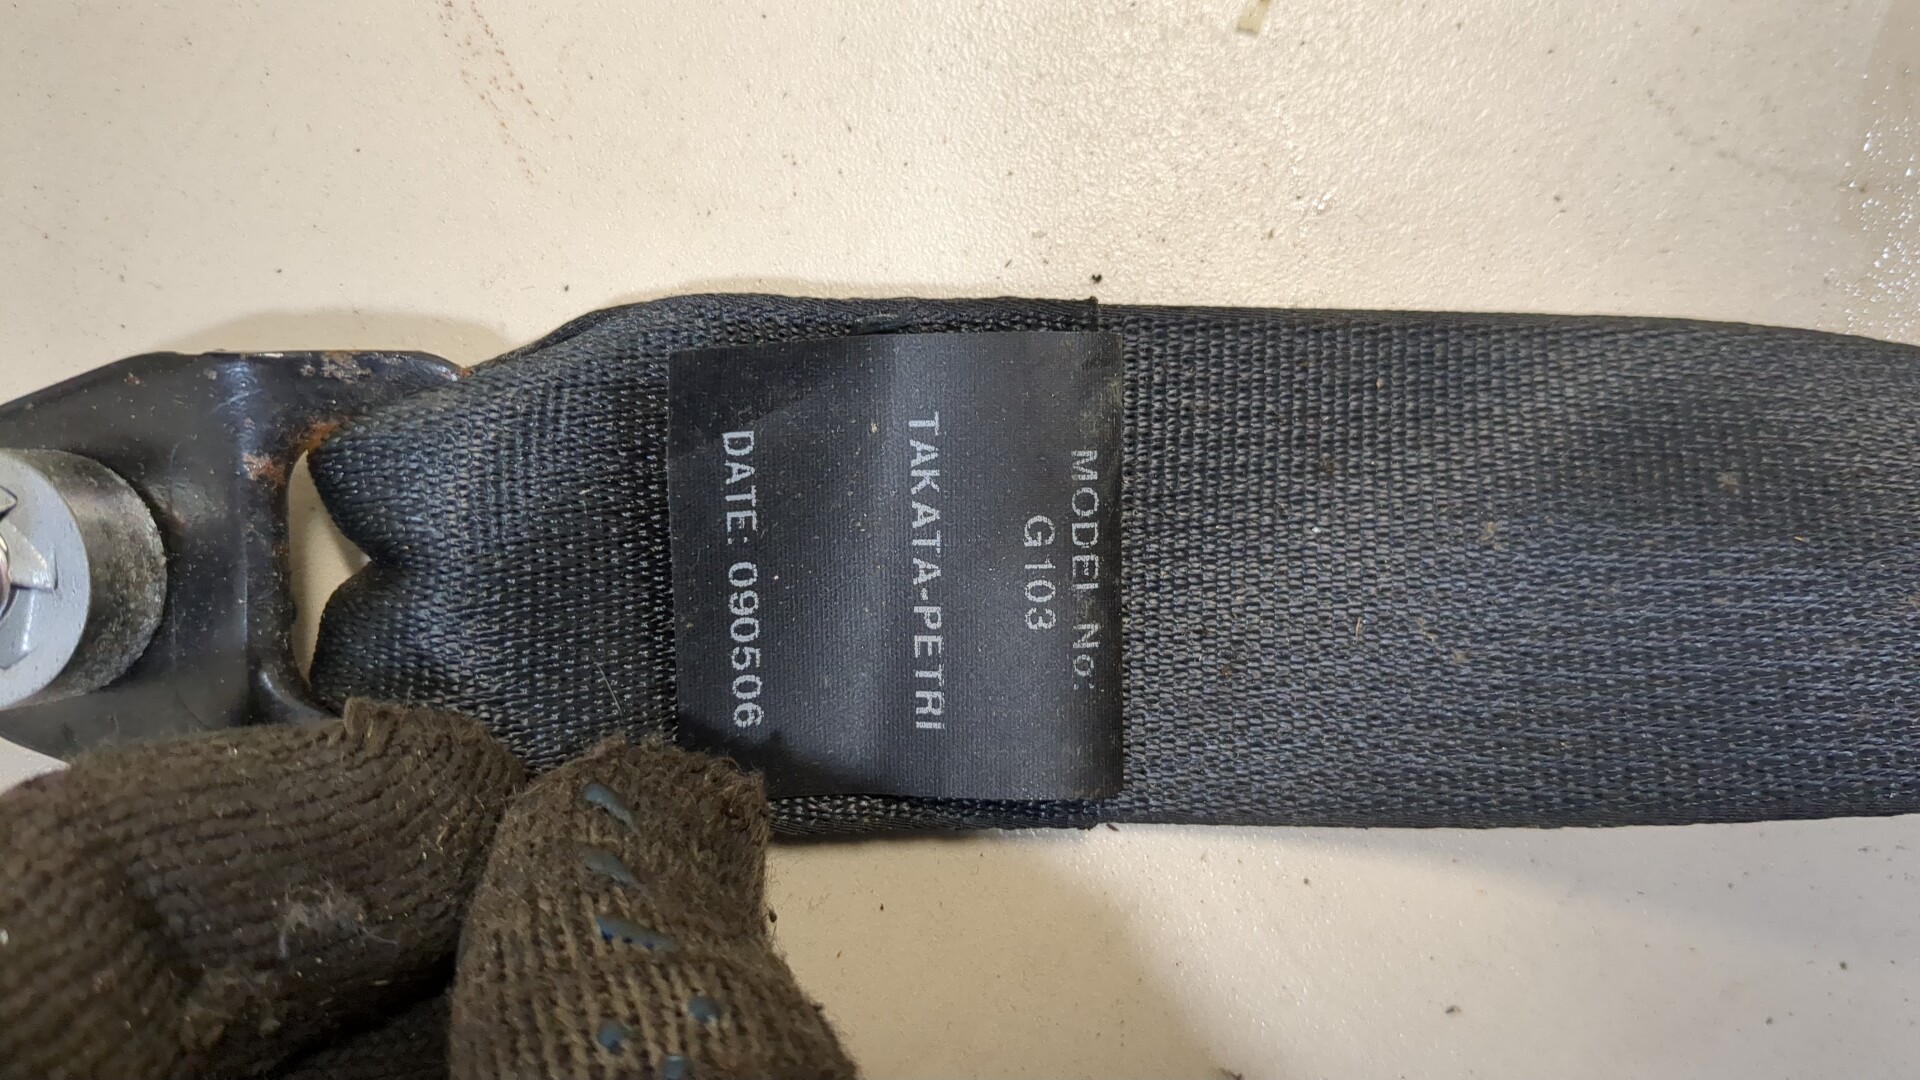 MODEL No:
G103
TAKATA-PETRI
DATE: 090506